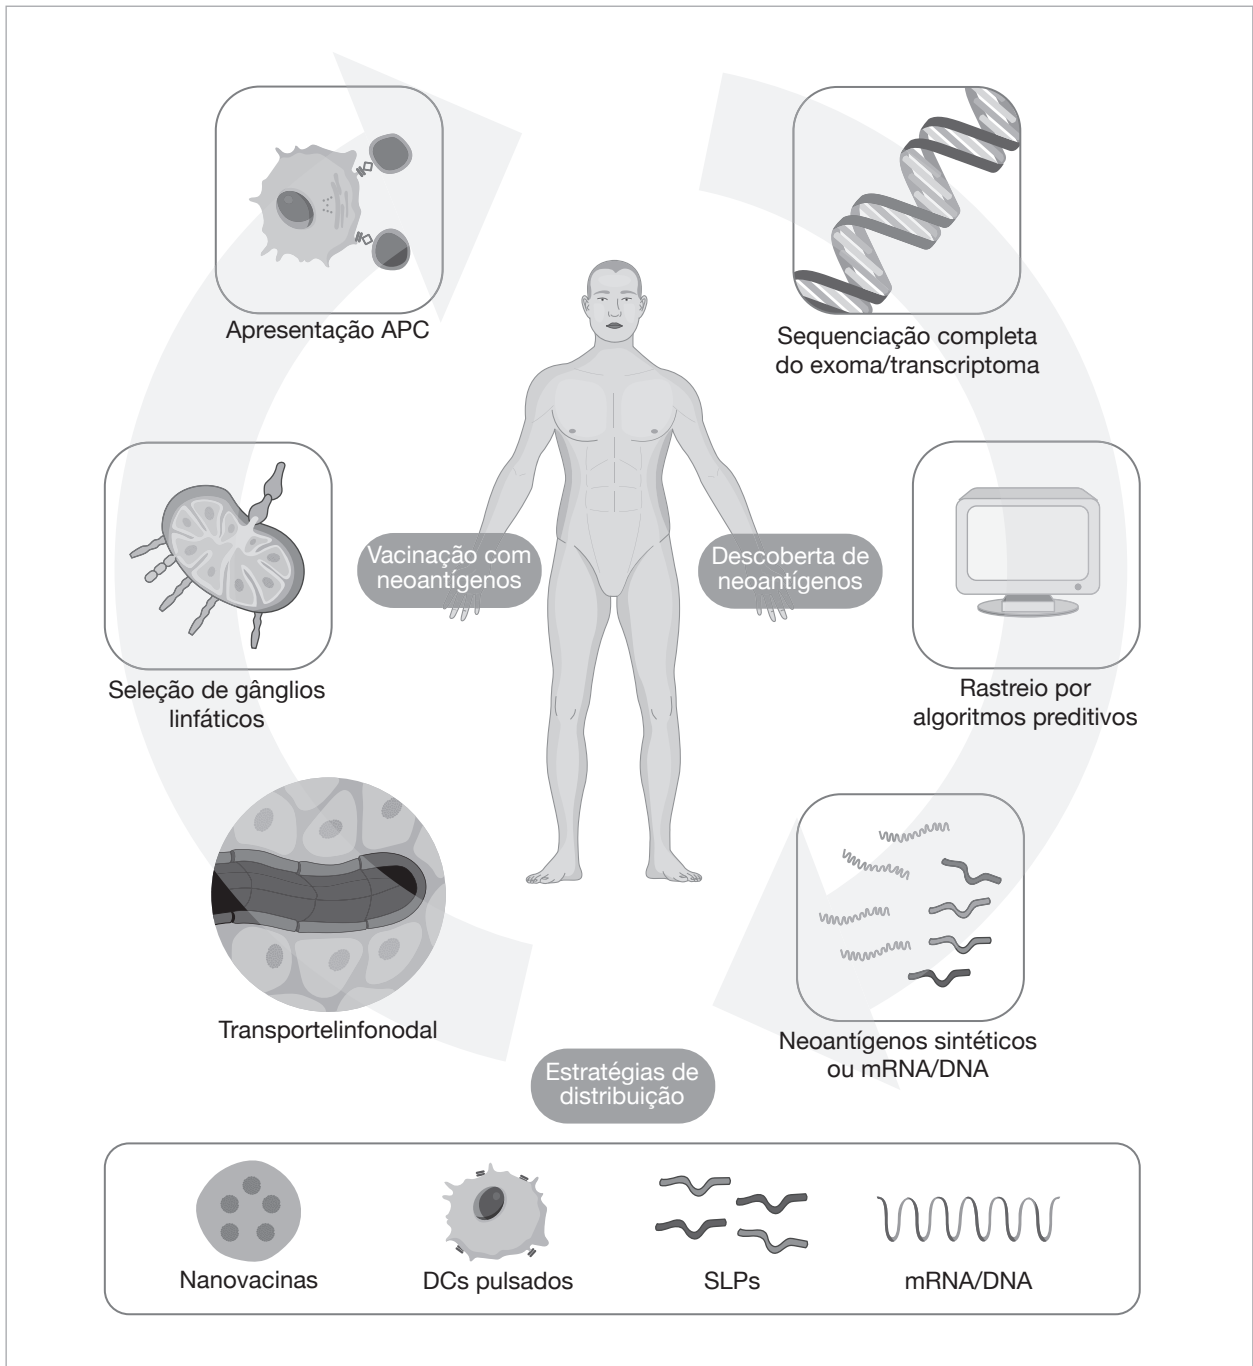 Apresentação APC
Sequenciação completa
do exoma/transcriptoma
Vacinação com
neoantígenos
Descoberta de
neoantígenos
Seleção de gânglios
linfáticos
Rastreio por
algoritmos preditivos
Transportelinfonodal
Neoantígenos sintéticos
ou mRNA/DNA
Estratégias de
distribuição
Nanovacinas
DCs pulsados
SLPs
mRNA/DNA